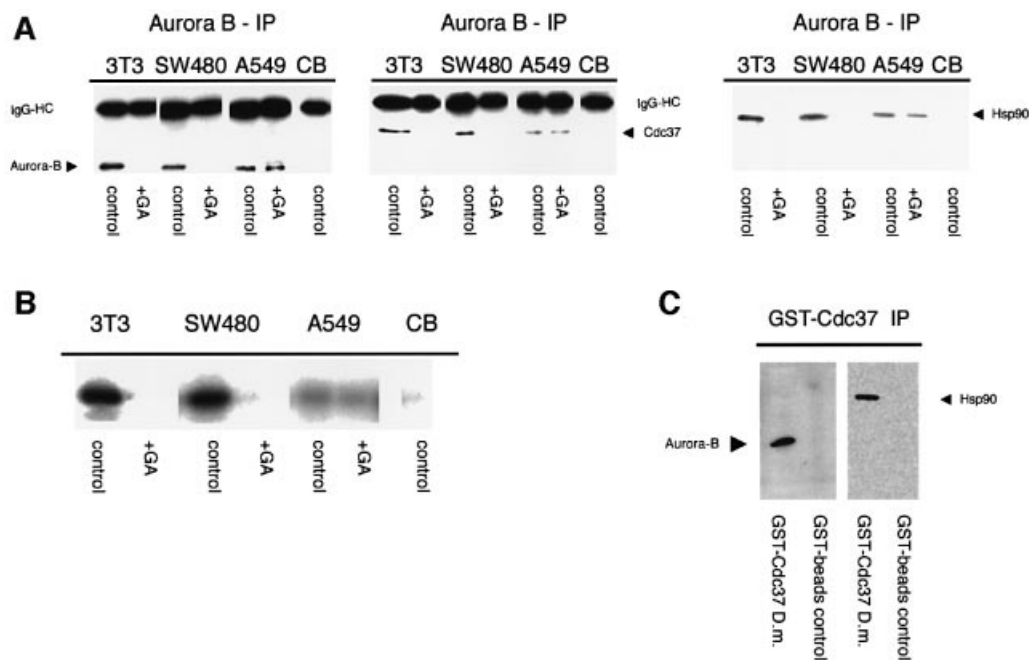 A
Aurora B - IP
3T3 SW480 A549 CB
IgG-HC
Aurora-B
control +GA control +GA control +GA control
Aurora B - IP
3T3 SW480 A549 CB
IgG-HC
Cdc37
control +GA control +GA control +GA control
Aurora B - IP
3T3 SW480 A549 CB
Hsp90
control +GA control +GA control +GA control
B
3T3 SW480 A549 CB
control +GA control +GA control +GA control
C
GST-Cdc37 IP
Hsp90
Aurora-B
GST-Cdc37 D.m.
GST-beads control
GST-Cdc37 D.m.
GST-beads control